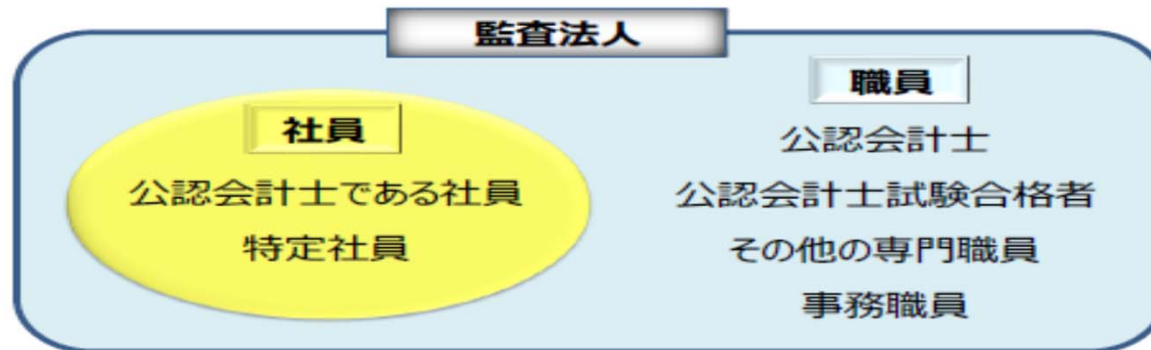 監査法人
社員
公認会計士である社員
特定社員
職員
公認会計士
公認会計士試験合格者
その他の専門職員
事務職員